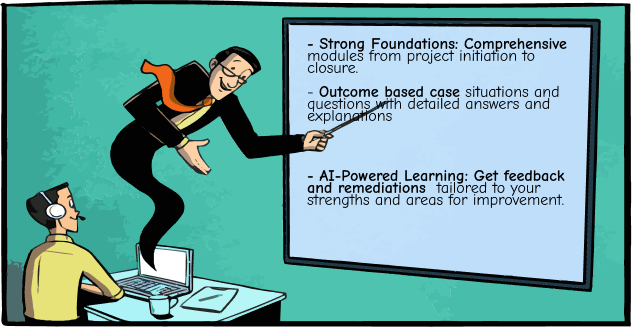 - Strong Foundations: Comprehensive
modules from project initiation to
closure.
- Outcome based case situations and
questions with detailed answers and
explanations
- AI-Powered Learning: Get feedback
and remediations tailored to your
strengths and areas for improvement.